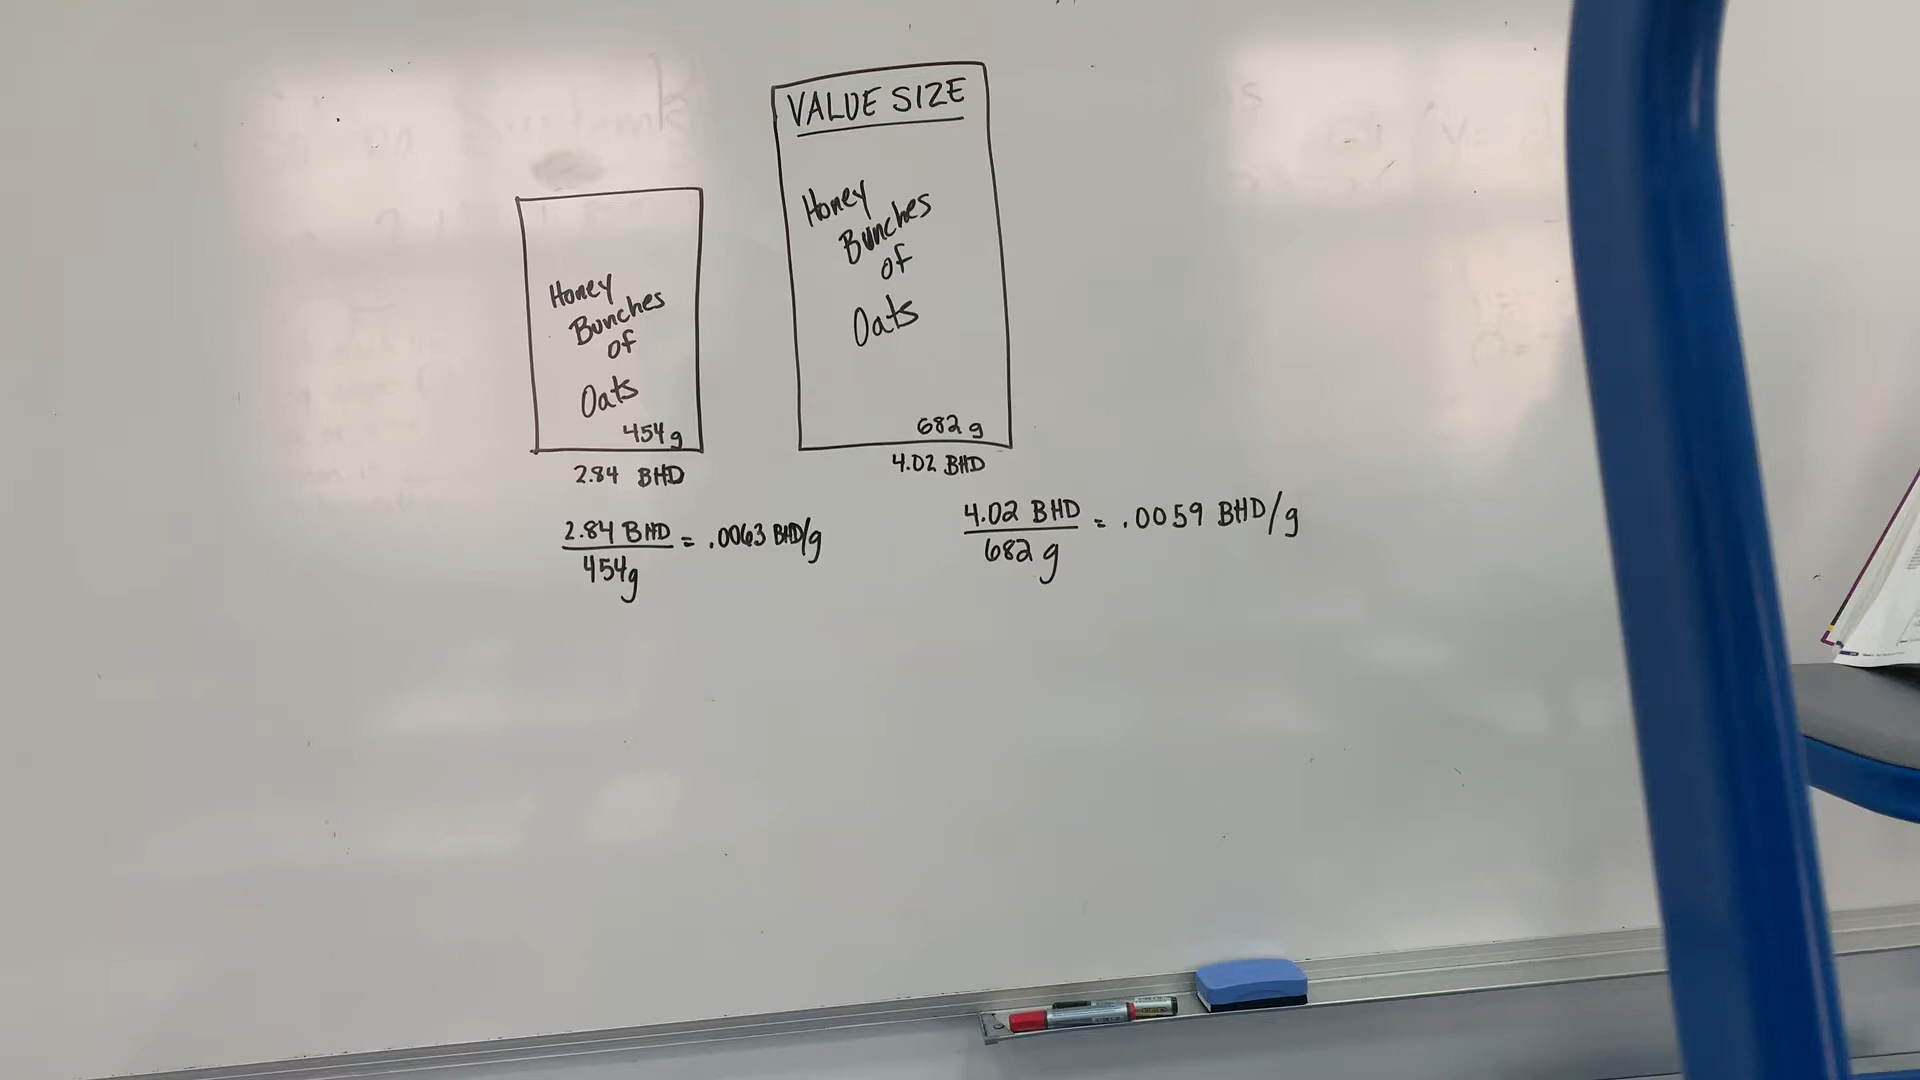 Honey
Bunches
of
Oats
454g
2.84 BHD
2.84 BHD
454g
= .0063 BHD/g
VALUE SIZE
Honey
Bunches
of
Oats
682 g
4.02 BHD
4.02 BHD
682 g
= .0059 BHD/g